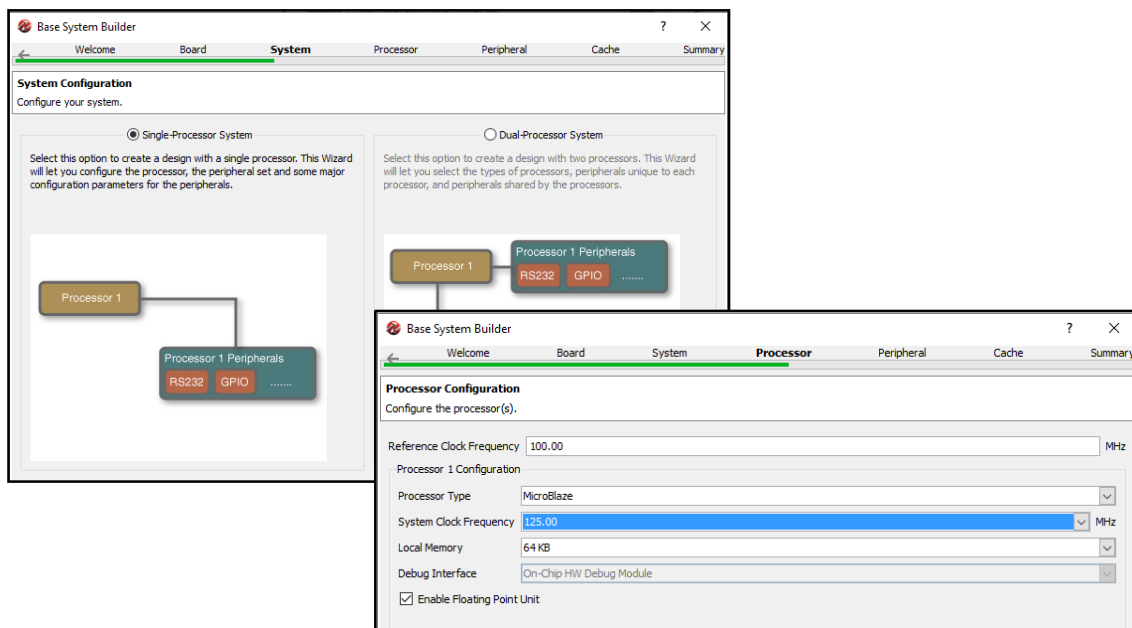 Base System Builder ? ×
Welcome Board System Processor Peripheral Cache Summary
System Configuration
Configure your system.
Single-Processor System
Select this option to create a design with a single processor. This Wizard
will let you configure the processor, the peripheral set and some major
configuration parameters for the peripherals.
Processor 1
Processor 1 Peripherals
RS232 GPIO .......
Dual-Processor System
Select this option to create a design with two processors. This Wizard
will let you select the types of processors, peripherals unique to each
processor, and peripherals shared by the processors.
Processor 1
Processor 1 Peripherals
RS232 GPIO .......
Base System Builder ? ×
Welcome Board System Processor Peripheral Cache Summary
Processor Configuration
Configure the processor(s).
Reference Clock Frequency 100.00 MHz
Processor 1 Configuration
Processor Type MicroBlaze
System Clock Frequency 125.00 MHz
Local Memory 64 KB
Debug Interface On-Chip HW Debug Module
Enable Floating Point Unit